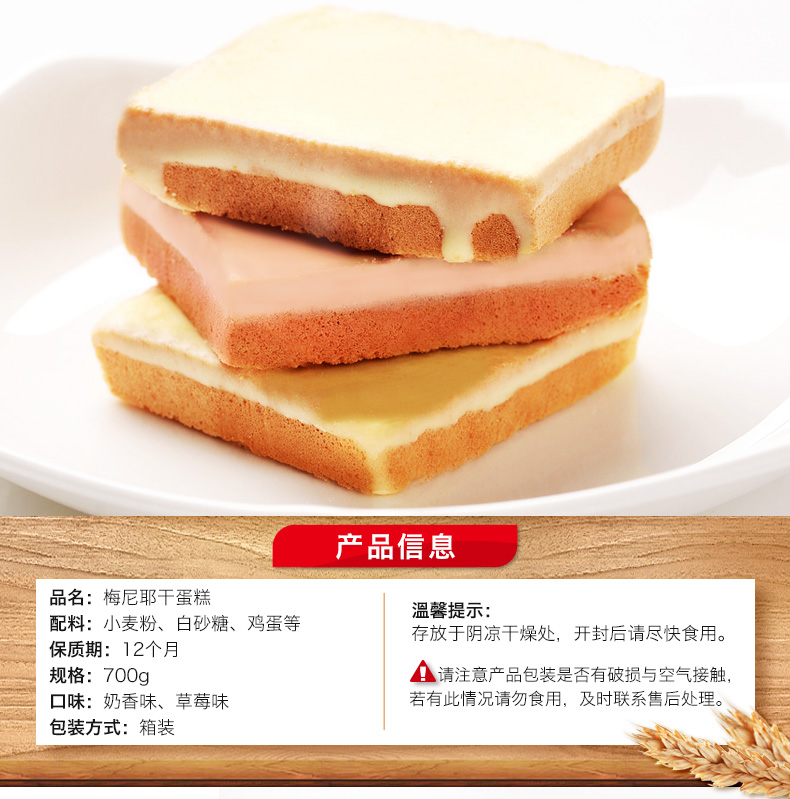 产品信息
品名：梅尼耶干蛋糕
配料：小麦粉、白砂糖、鸡蛋等
保质期：12个月
规格：700g
口味：奶香味、草莓味
包装方式：箱装
溫馨提示：
存放于阴凉干燥处，开封后请尽快食用。
请注意产品包装是否有破损与空气接触，
若有此情况请勿食用，及时联系售后处理。